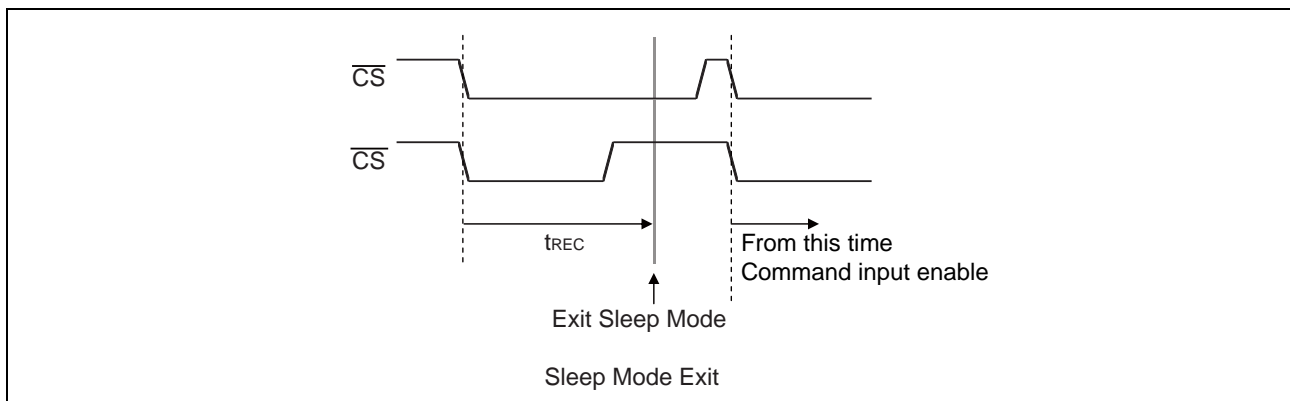 CS
CS
tREC
From this time
Command input enable
Exit Sleep Mode
Sleep Mode Exit